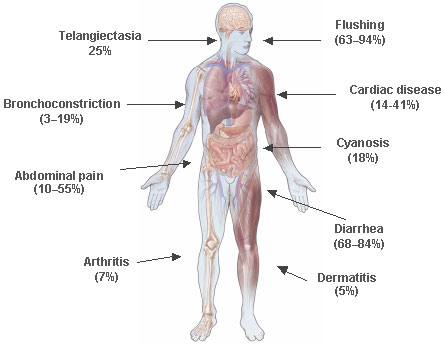 Telangiectasia
25%
Flushing
(63–94%)
Bronchoconstriction
(3–19%)
Cardiac disease
(14-41%)
Cyanosis
(18%)
Abdominal pain
(10–55%)
Diarrhea
(68–84%)
Arthritis
(7%)
Dermatitis
(5%)